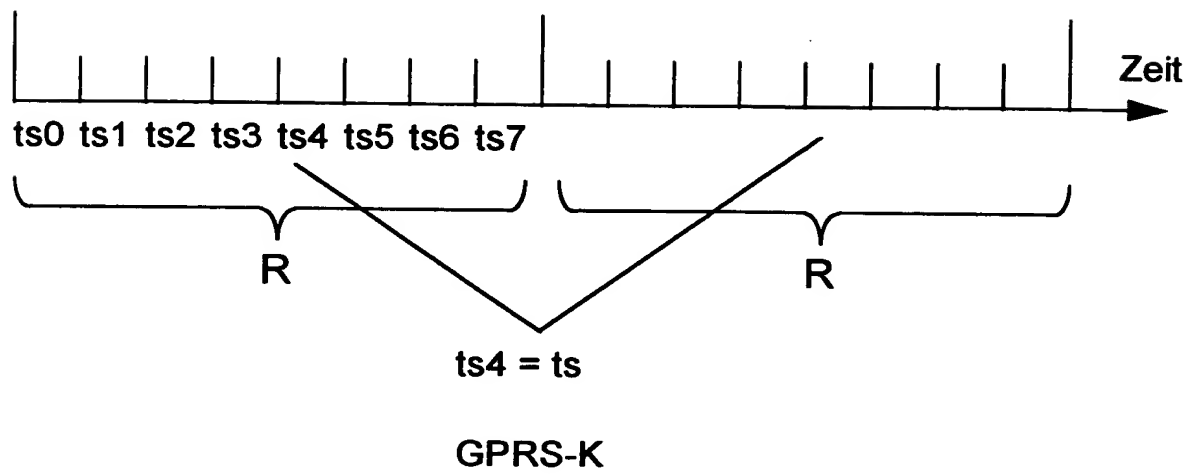 Zeit
ts0 ts1 ts2 ts3 ts4 ts5 ts6 ts7
R R
ts4 = ts
GPRS-K